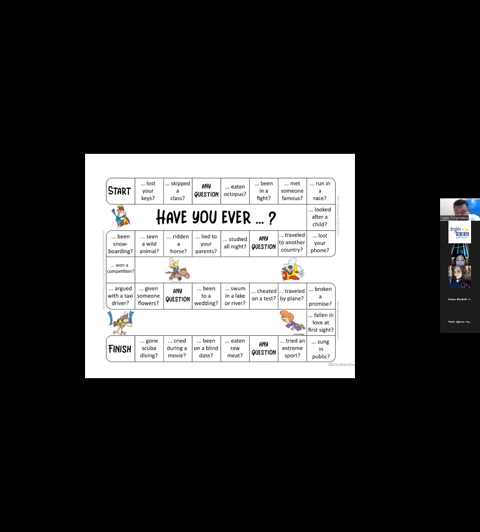 START
... lost your keys?
... skipped a class?
ANY QUESTION
... eaten octopus?
... been in a fight?
... met someone famous?
... run in a race?
HAVE YOU EVER ... ?
... looked after a child?
... been snow-boarding?
... seen a wild animal?
... ridden a horse?
... lied to your parents?
... studied all night?
ANY QUESTION
... traveled to another country?
... lost your phone?
... won a competition?
... argued with a taxi driver?
... given someone flowers?
ANY QUESTION
... been to a wedding?
... swum in a lake or river?
... cheated on a test?
... traveled by plane?
... broken a promise?
... fallen in love at first sight?
FINISH
... gone scuba diving?
... cried during a movie?
... been on a blind date?
... eaten raw meat?
ANY QUESTION
... tried an extreme sport?
... sung in public?